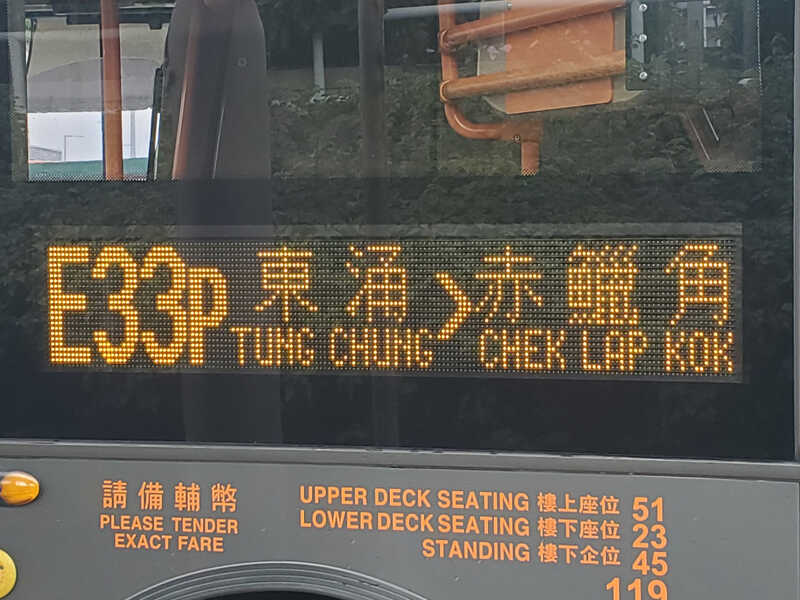 E33P 東涌 > 赤鱲角
TUNG CHUNG CHEK LAP KOK
請備輔幣
PLEASE TENDER
EXACT FARE
UPPER DECK SEATING 樓上座位 51
LOWER DECK SEATING 樓下座位 23
STANDING 樓下企位 45
119